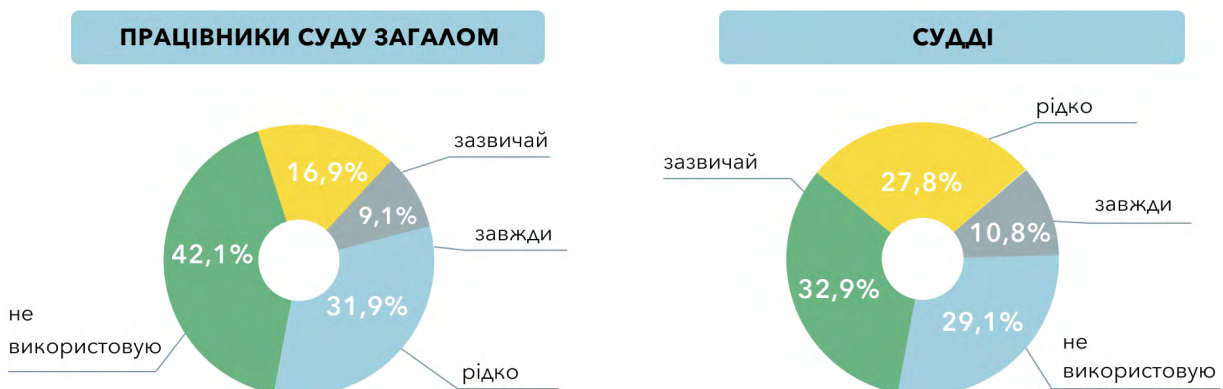 ПРАЦІВНИКИ СУДУ ЗАГАЛОМ
16,9%
зазвичай
9,1%
завжди
42,1%
31,9%
не
використовую
рідко
СУДДІ
рідко
зазвичай
27,8%
завжди
10,8%
32,9%
29,1%
не
використовую